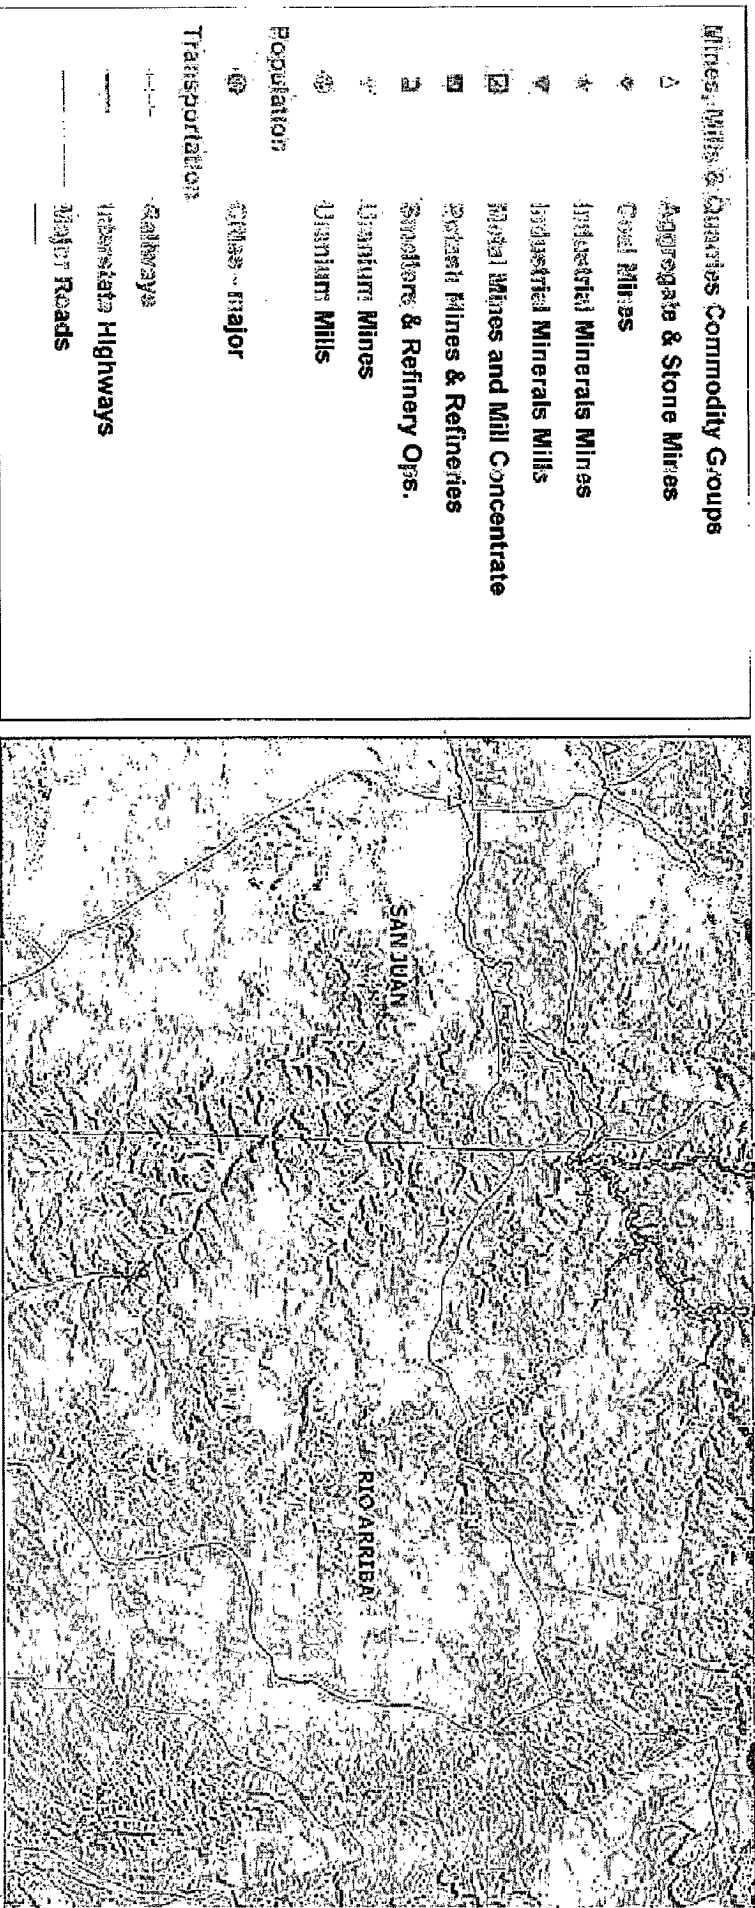 Mines, Mills & Quarries Commodity Groups
Aggregate & Stone Mines
Coal Mines
Industrial Minerals Mines
Industrial Minerals Mills
Metal Mines and Mill Concentrate
Potash Mines & Refineries
Smelters & Refinery Ops.
Uranium Mines
Uranium Mills
Population
Cities - major
Transportation
Railways
Interstate Highways
Major Roads
SAN JUAN
RIO ARRIBA